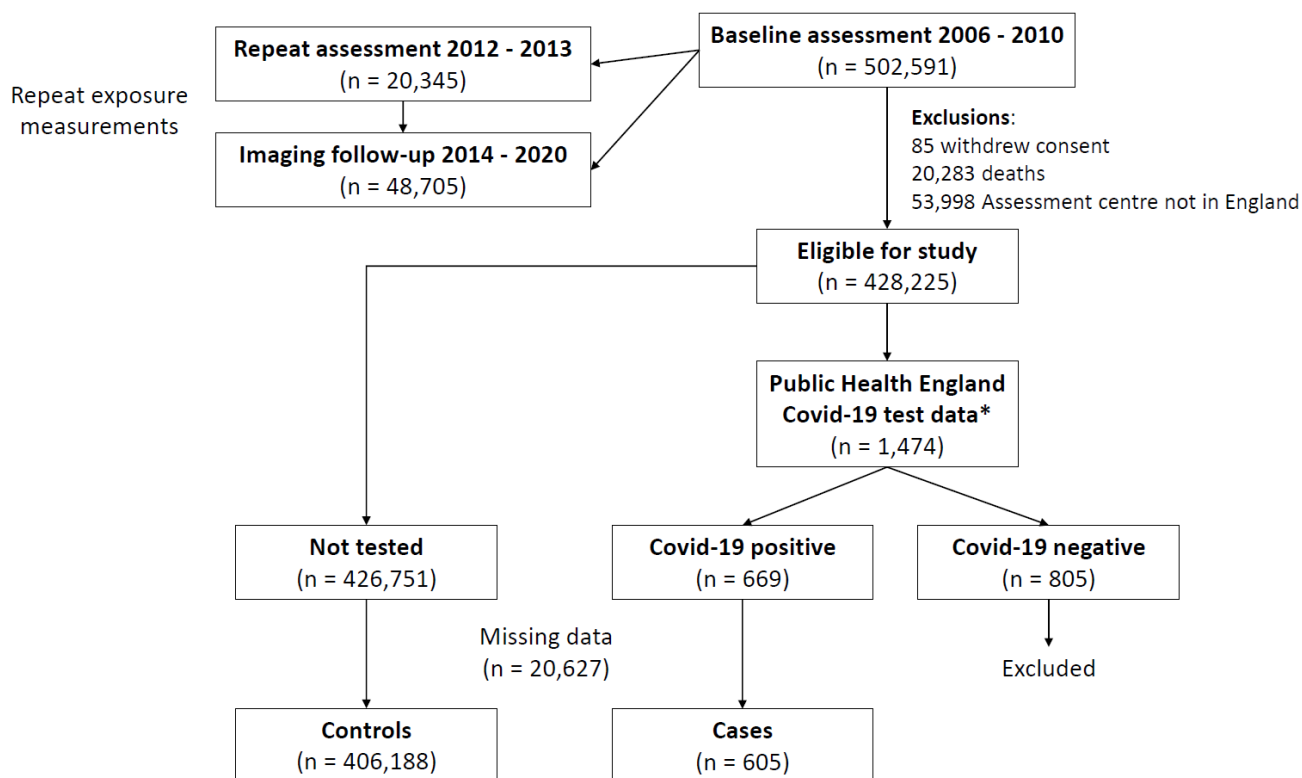 Repeat assessment 2012 - 2013
(n = 20,345)
Baseline assessment 2006 - 2010
(n = 502,591)
Repeat exposure
measurements
Imaging follow-up 2014 - 2020
(n = 48,705)
Exclusions:
85 withdrew consent
20,283 deaths
53,998 Assessment centre not in England
Eligible for study
(n = 428,225)
Public Health England
Covid-19 test data*
(n = 1,474)
Not tested
(n = 426,751)
Covid-19 positive
(n = 669)
Covid-19 negative
(n = 805)
Missing data
(n = 20,627)
Excluded
Controls
(n = 406,188)
Cases
(n = 605)